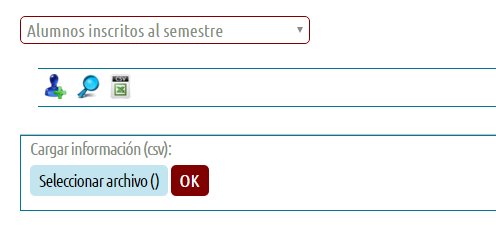 Alumnos inscritos al semestre
CSV
Cargar información (csv):
Seleccionar archivo () OK